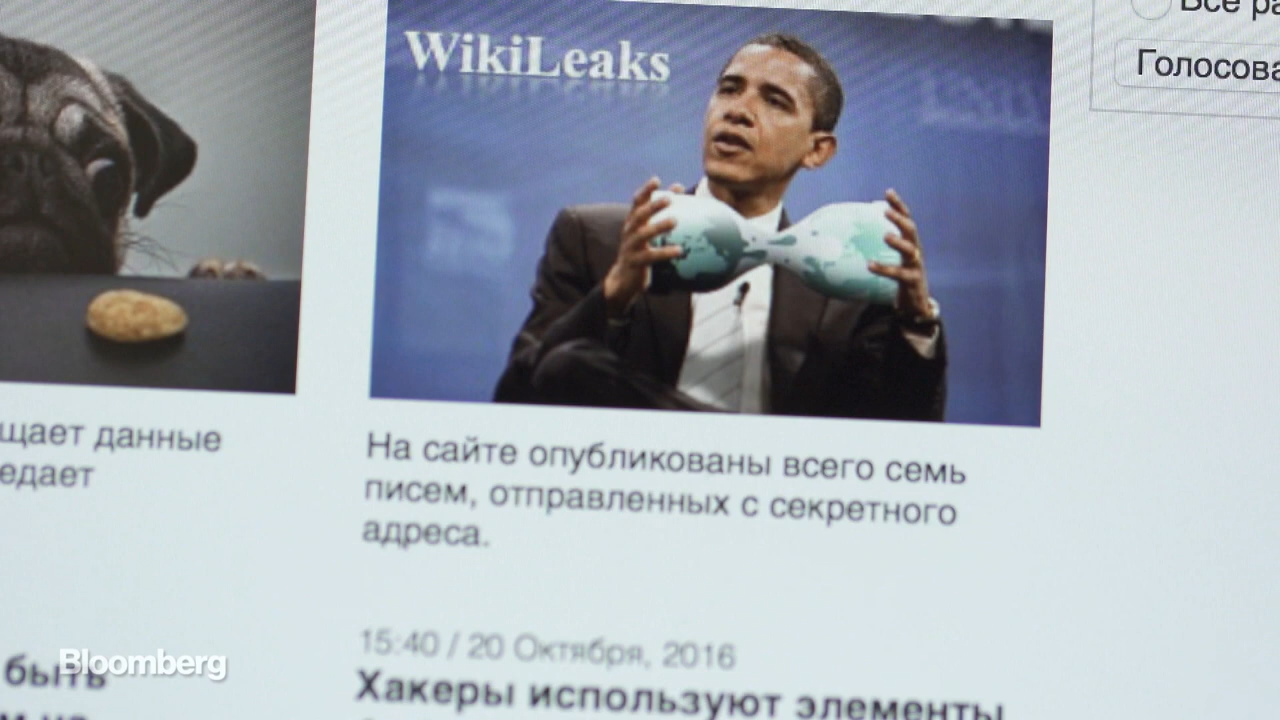 Все ра
Голосова
WikiLeaks
щает данные
едает
На сайте опубликованы всего семь
писем, отправленных с секретного
адреса.
15:40 / 20 Октября, 2016
Хакеры используют элементы
быть
Bloomberg